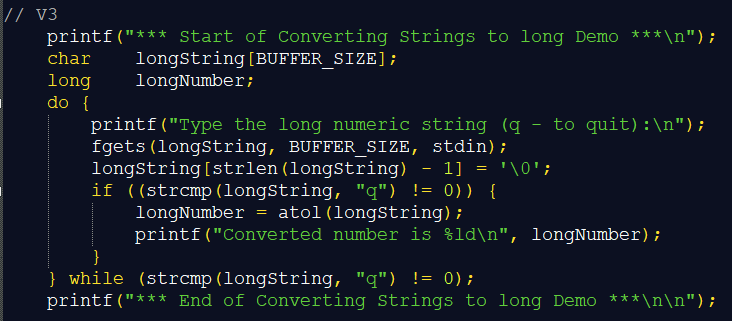 // V3
printf("*** Start of Converting Strings to long Demo ***\n");
char longString[BUFFER_SIZE];
long longNumber;
do {
printf("Type the long numeric string (q - to quit):\n");
fgets(longString, BUFFER_SIZE, stdin);
longString[strlen(longString) - 1] = '\0';
if ((strcmp(longString, "q") != 0)) {
longNumber = atol(longString);
printf("Converted number is %ld\n", longNumber);
}
} while (strcmp(longString, "q") != 0);
printf("*** End of Converting Strings to long Demo ***\n\n");